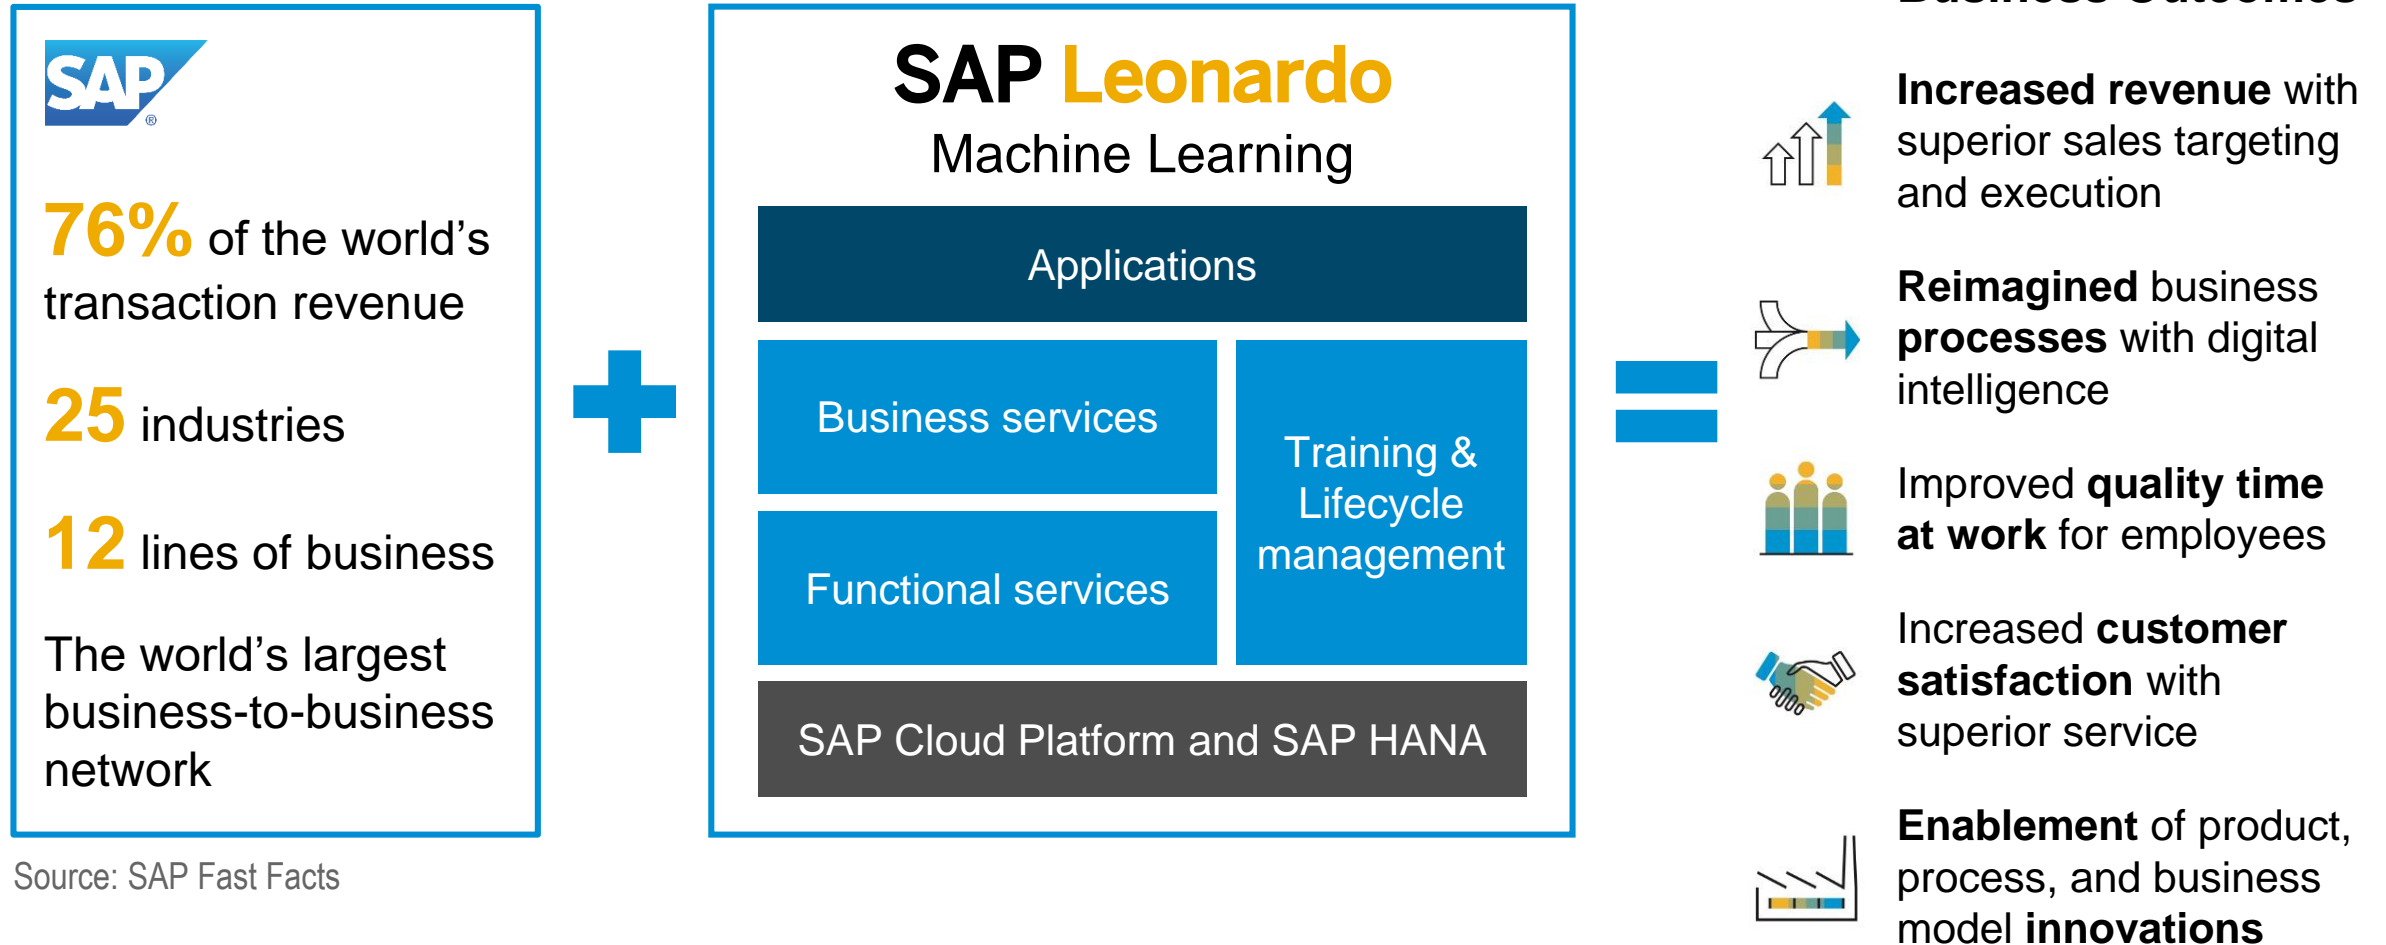 SAP
®
76% of the world's
transaction revenue
25 industries
12 lines of business
The world's largest
business-to-business
network
Source: SAP Fast Facts
SAP Leonardo
Machine Learning
Applications
Business services
Functional services
Training &
Lifecycle
management
SAP Cloud Platform and SAP HANA
Business Outcomes
Increased revenue with
superior sales targeting
and execution
Reimagined business
processes with digital
intelligence
Improved quality time
at work for employees
Increased customer
satisfaction with
superior service
Enablement of product,
process, and business
model innovations